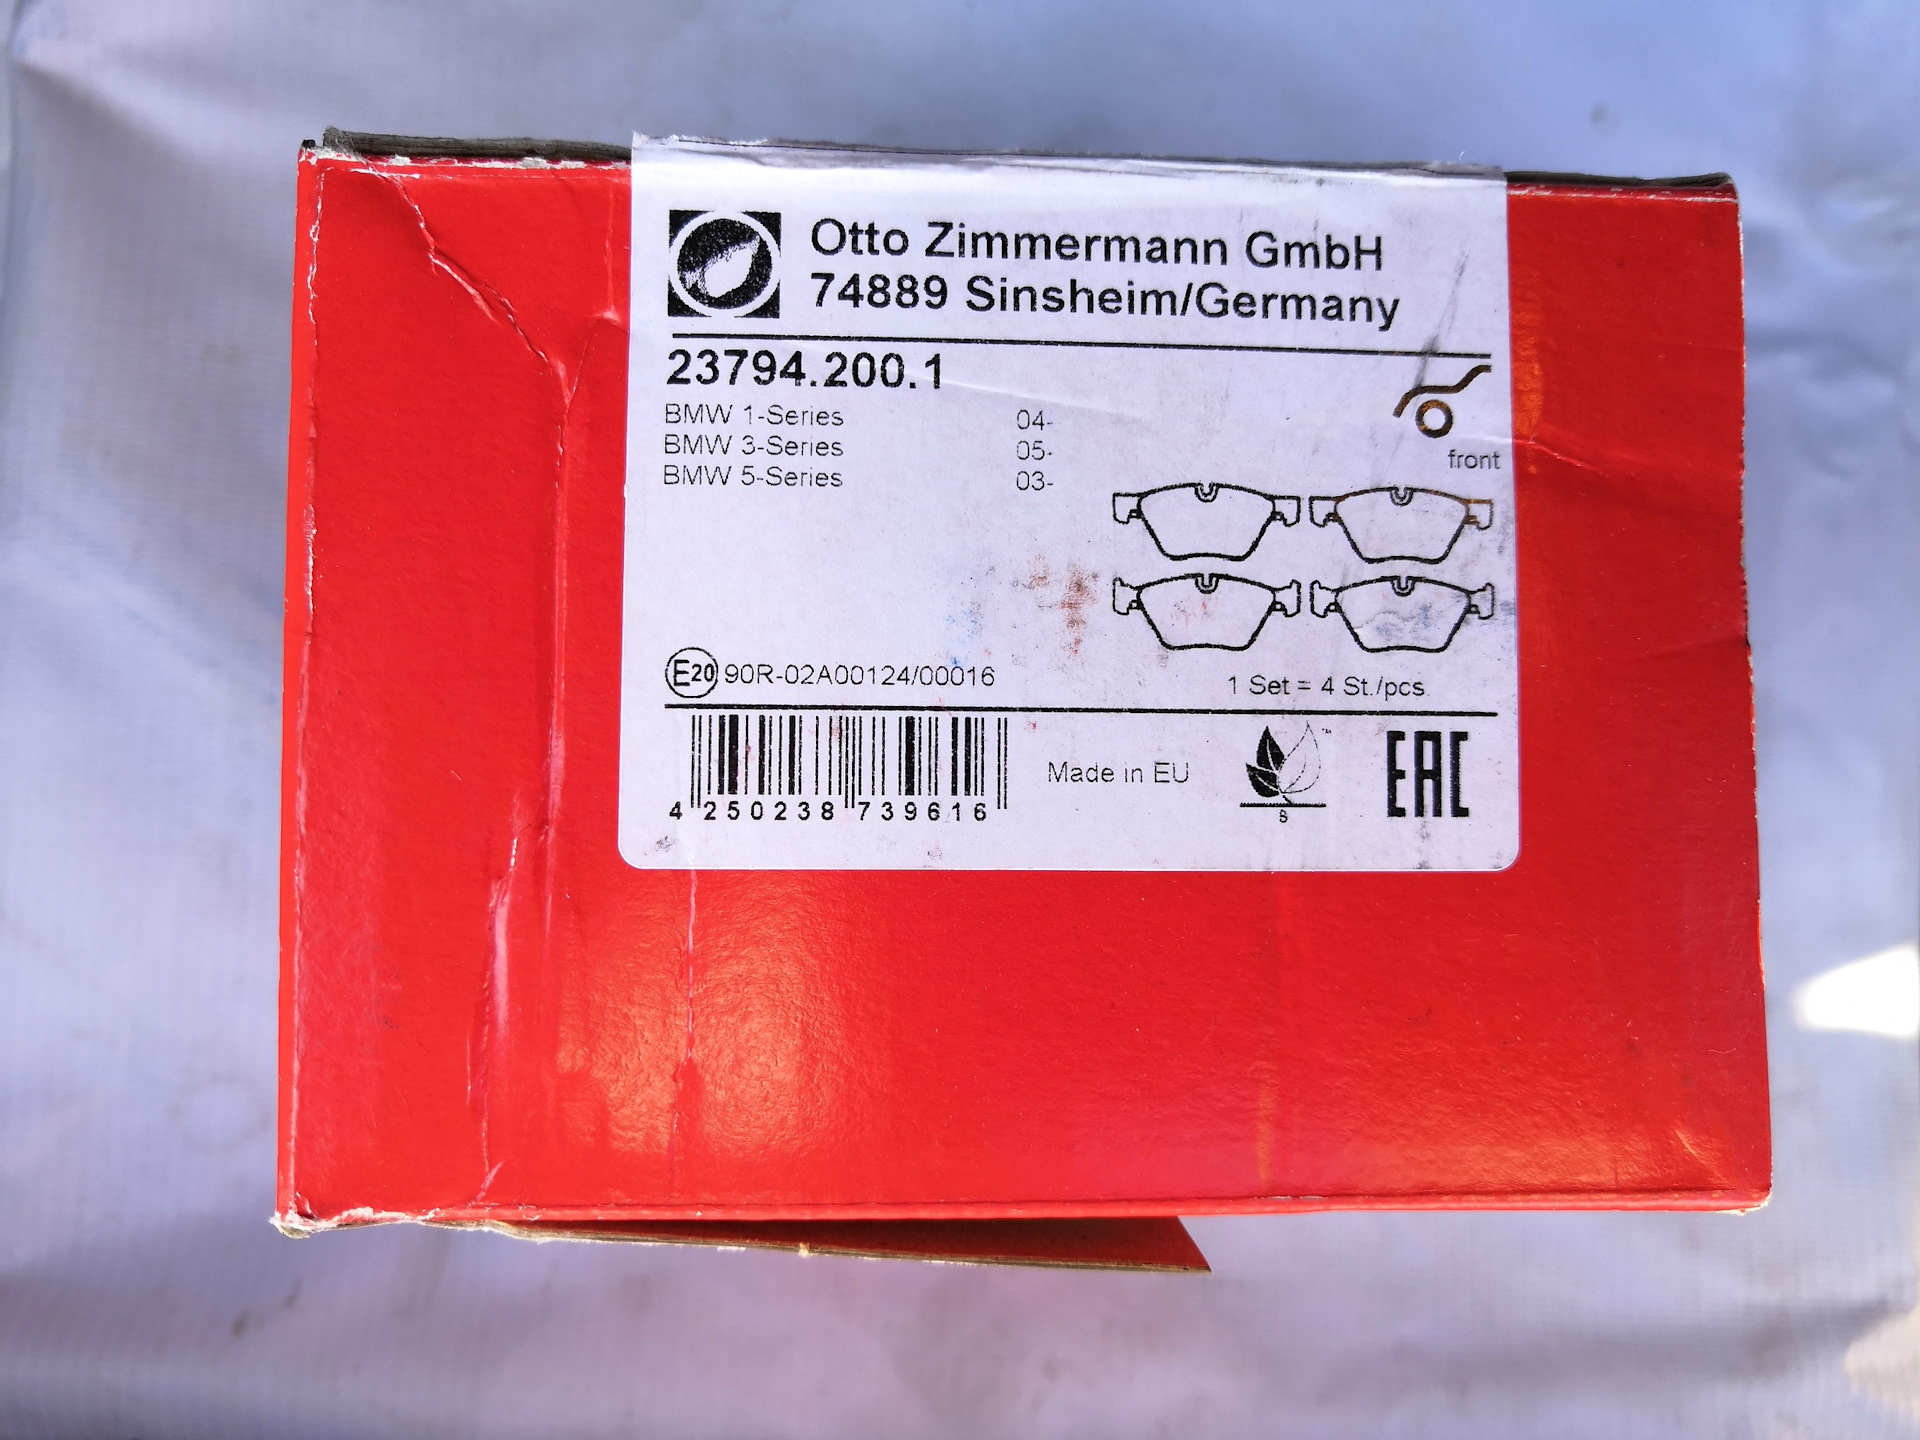 Otto Zimmermann GmbH
74889 Sinsheim/Germany
23794.200.1
BMW 1-Series 04-
BMW 3-Series 05-
BMW 5-Series 03-
front
E20 90R-02A00124/00016
1 Set = 4 St./pcs.
4 250238 739616
Made in EU
TM
8
EAC